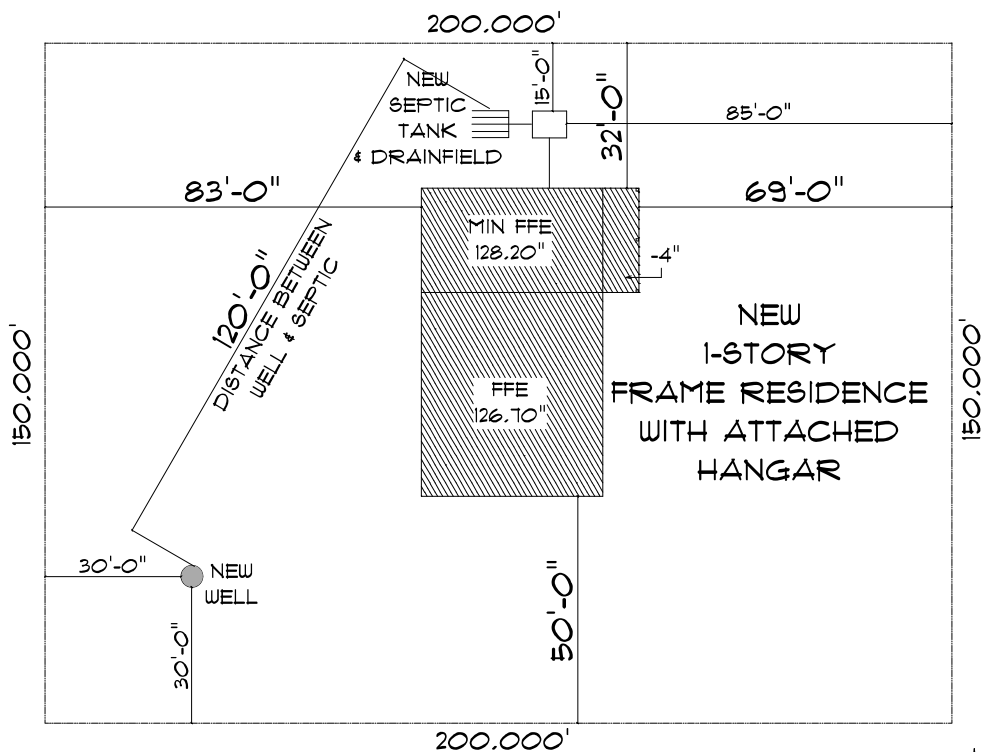 200.000'
NEW
SEPTIC
TANK
& DRAINFIELD
15'-0"
32'-0"
85'-0"
83'-0"
69'-0"
MIN FFE
128.20"
-4"
120'-0"
DISTANCE BETWEEN
WELL & SEPTIC
150.000'
150.000'
NEW
1-STORY
FRAME RESIDENCE
WITH ATTACHED
HANGAR
FFE
126.70"
30'-0"
NEW
WELL
30'-0"
50'-0"
200.000'